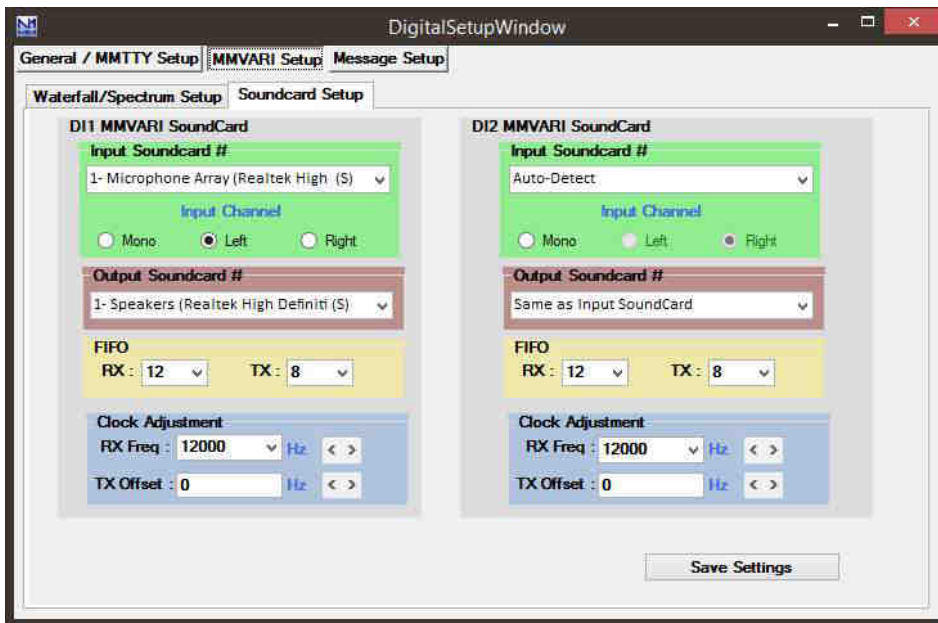 DigitalSetupWindow
General / MMTTY Setup MMVARI Setup Message Setup
Waterfall/Spectrum Setup Soundcard Setup
DI1 MMVARI SoundCard
Input Soundcard #
1- Microphone Array (Realtek High (S)
Input Channel
Mono Left Right
Output Soundcard #
1- Speakers (Realtek High Definiti (S)
FIFO
RX : 12 TX : 8
Clock Adjustment
RX Freq : 12000 Hz < >
TX Offset : 0 Hz < >
DI2 MMVARI SoundCard
Input Soundcard #
Auto-Detect
Input Channel
Mono Left Right
Output Soundcard #
Same as Input SoundCard
FIFO
RX : 12 TX : 8
Clock Adjustment
RX Freq : 12000 Hz < >
TX Offset : 0 Hz < >
Save Settings